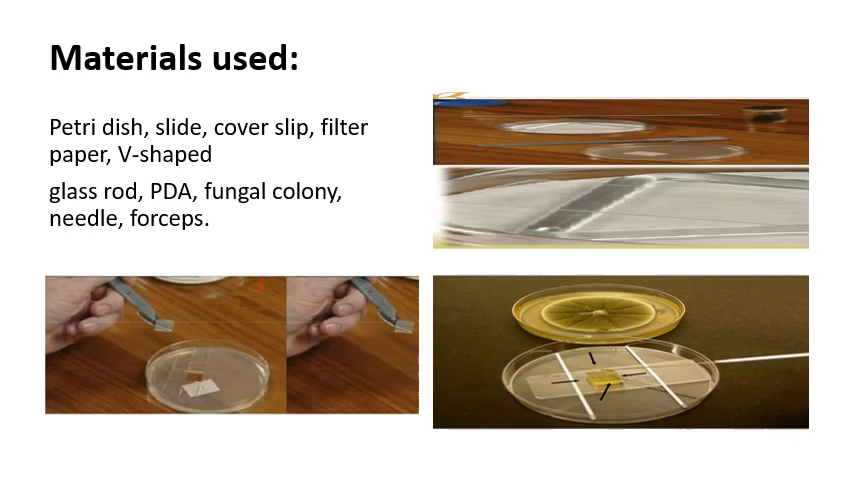 Materials used:
Petri dish, slide, cover slip, filter
paper, V-shaped
glass rod, PDA, fungal colony,
needle, forceps.